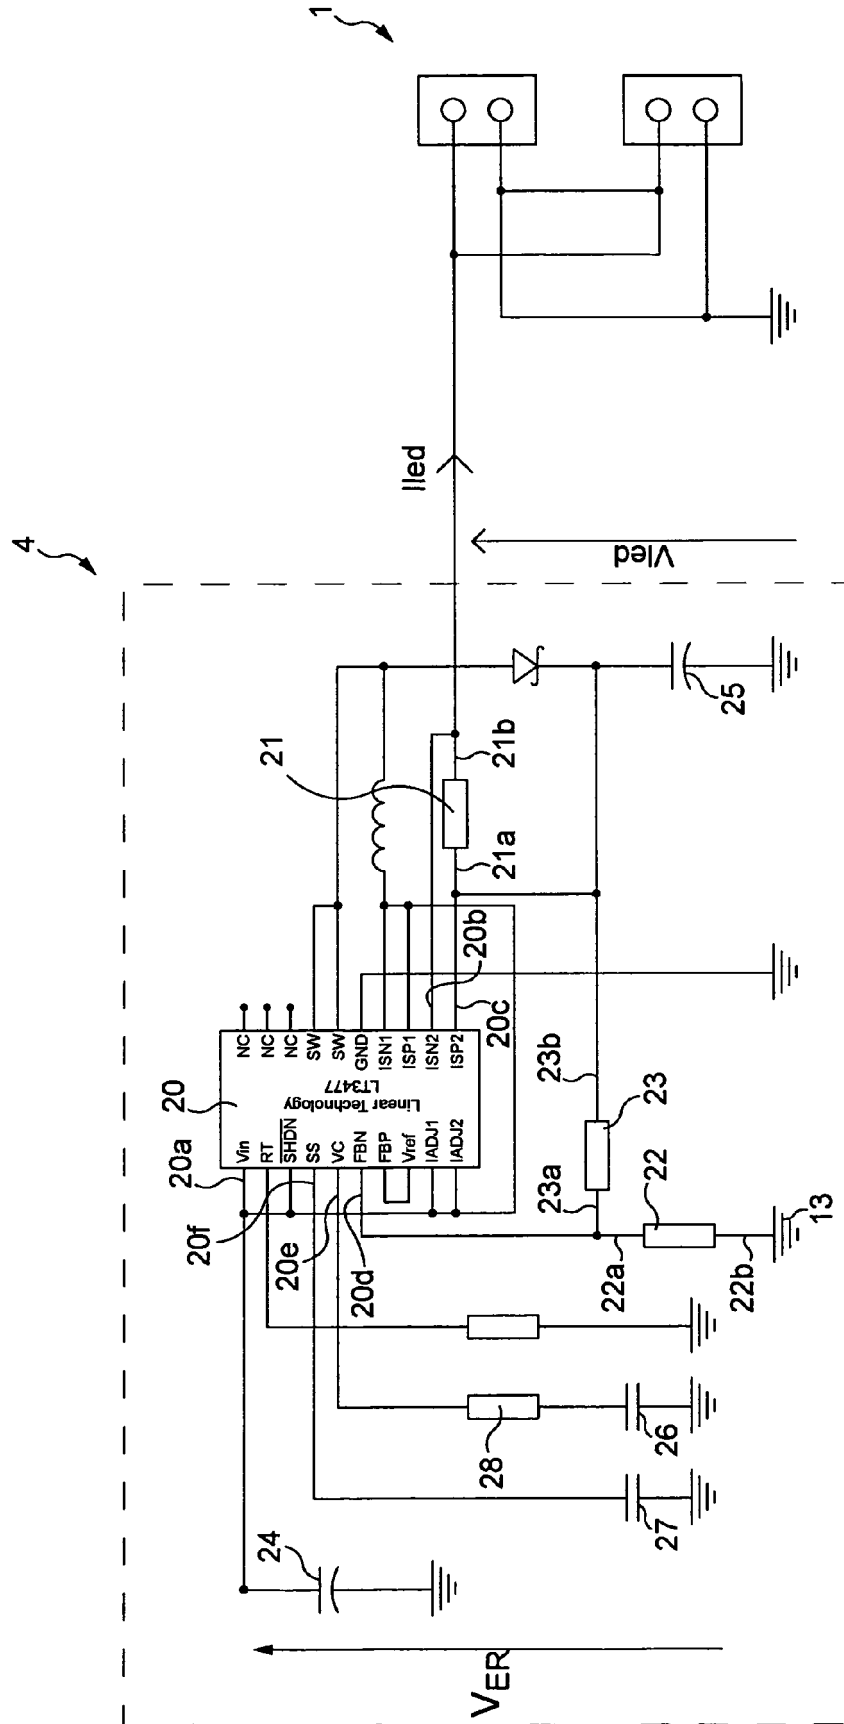 1
4
Iled
Vled
21
21b
21a
25
20b
20c
23b
23
23a
22
22a
22b
13
20
Linear Technology
LT3477
NC
NC
NC
SW
SW
GND
ISN1
ISP1
ISN2
ISP2
Vin
RT
SHDN
SS
VC
FBN
FBP
Vref
IADJ1
IADJ2
20a
20f
20e
20d
28
26
27
24
VER